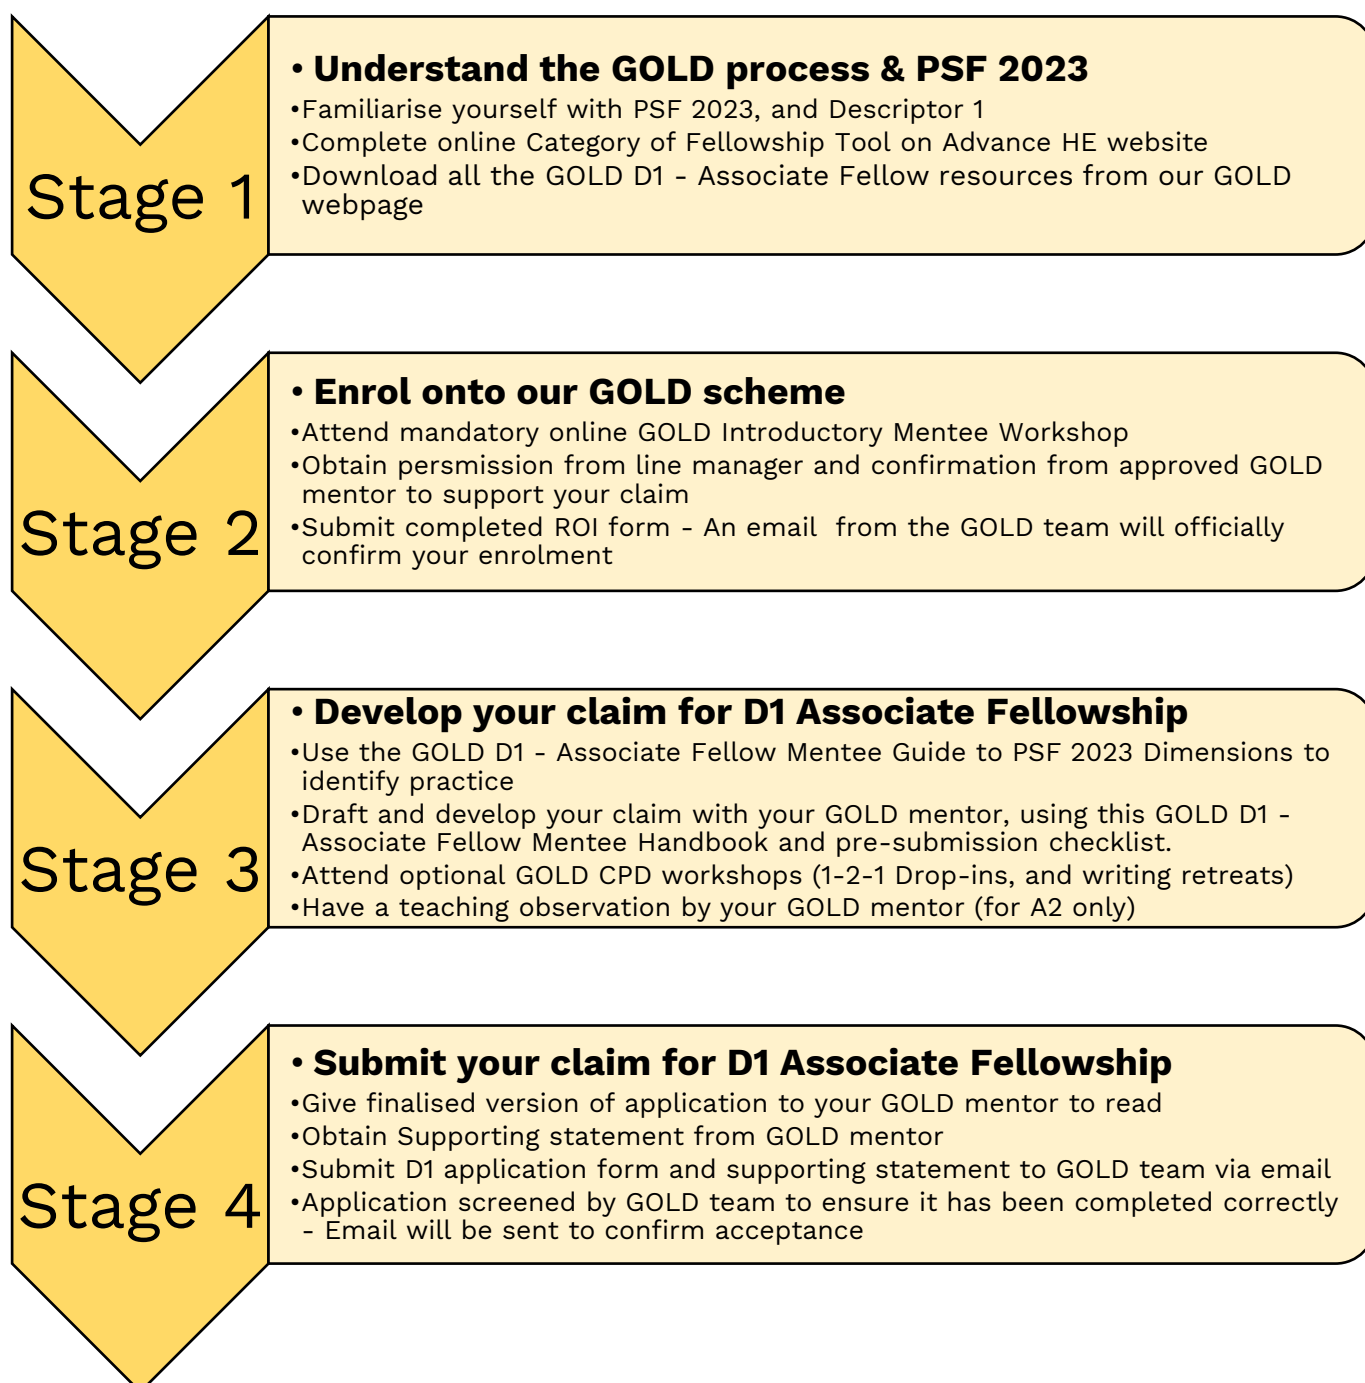 Stage 1
• Understand the GOLD process & PSF 2023
•Familiarise yourself with PSF 2023, and Descriptor 1
•Complete online Category of Fellowship Tool on Advance HE website
•Download all the GOLD D1 - Associate Fellow resources from our GOLD
webpage
Stage 2
• Enrol onto our GOLD scheme
•Attend mandatory online GOLD Introductory Mentee Workshop
•Obtain persmission from line manager and confirmation from approved GOLD
mentor to support your claim
•Submit completed ROI form - An email  from the GOLD team will officially
confirm your enrolment
Stage 3
• Develop your claim for D1 Associate Fellowship
•Use the GOLD D1 - Associate Fellow Mentee Guide to PSF 2023 Dimensions to
identify practice
•Draft and develop your claim with your GOLD mentor, using this GOLD D1 -
Associate Fellow Mentee Handbook and pre-submission checklist.
•Attend optional GOLD CPD workshops (1-2-1 Drop-ins, and writing retreats)
•Have a teaching observation by your GOLD mentor (for A2 only)
Stage 4
• Submit your claim for D1 Associate Fellowship
•Give finalised version of application to your GOLD mentor to read
•Obtain Supporting statement from GOLD mentor
•Submit D1 application form and supporting statement to GOLD team via email
•Application screened by GOLD team to ensure it has been completed correctly
- Email will be sent to confirm acceptance